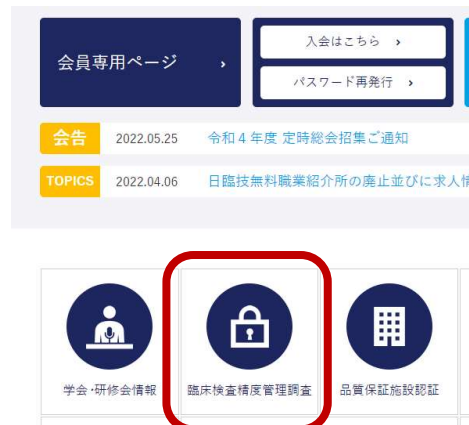 会員専用ページ ›
入会はこちら ›
パスワード再発行 ›
会告 2022.05.25 令和４年度 定時総会招集ご通知
TOPICS 2022.04.06 日臨技無料職業紹介所の廃止並びに求人情
学会・研修会情報
臨床検査精度管理調査
品質保証施設認証